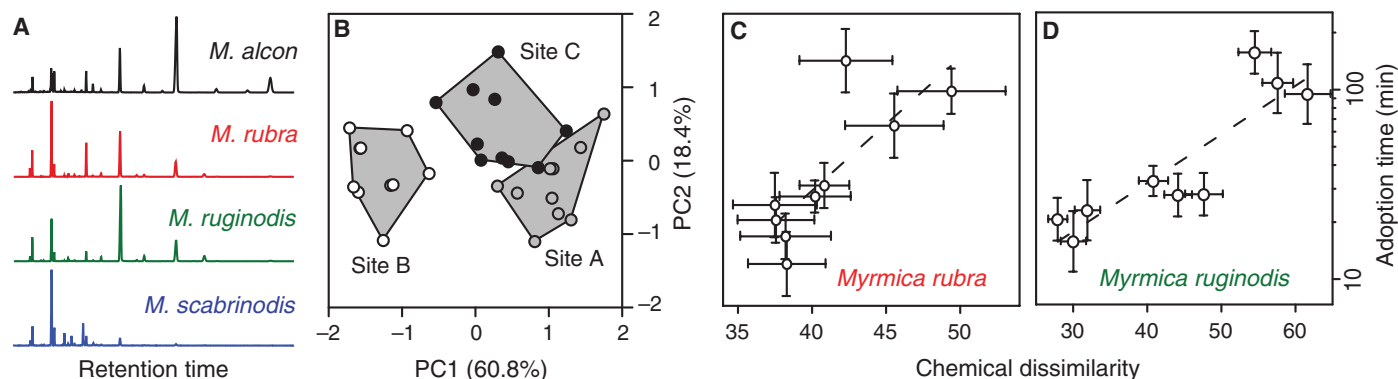 A
M. alcon
M. rubra
M. ruginodis
M. scabrinodis
Retention time
B
Site C
Site B
Site A
2
1
0
−1
−2
PC2 (18.4%)
−2 −1 0 1 2
PC1 (60.8%)
C
Myrmica rubra
35 40 45 50
D
Myrmica ruginodis
30 40 50 60
Chemical dissimilarity
100
10
Adoption time (min)